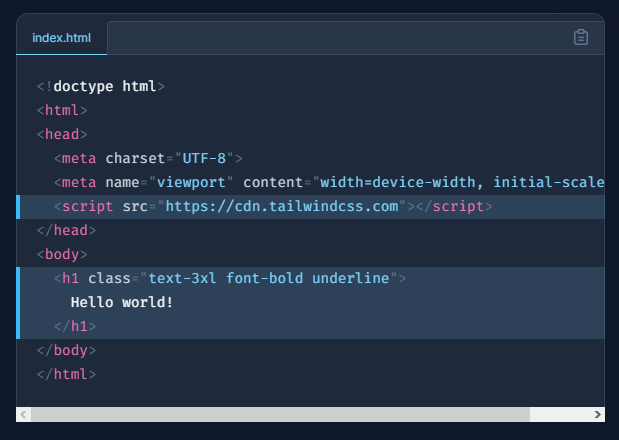 index.html
<!doctype html>
<html>
<head>
  <meta charset="UTF-8">
  <meta name="viewport" content="width=device-width, initial-scale
  <script src="https://cdn.tailwindcss.com"></script>
</head>
<body>
  <h1 class="text-3xl font-bold underline">
    Hello world!
  </h1>
</body>
</html>